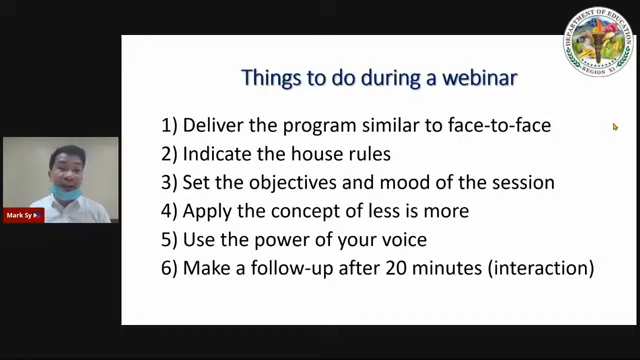 Things to do during a webinar
1) Deliver the program similar to face-to-face
2) Indicate the house rules
3) Set the objectives and mood of the session
4) Apply the concept of less is more
5) Use the power of your voice
6) Make a follow-up after 20 minutes (interaction)
Mark Sy
DEPARTMENT OF EDUCATION
REGION XI